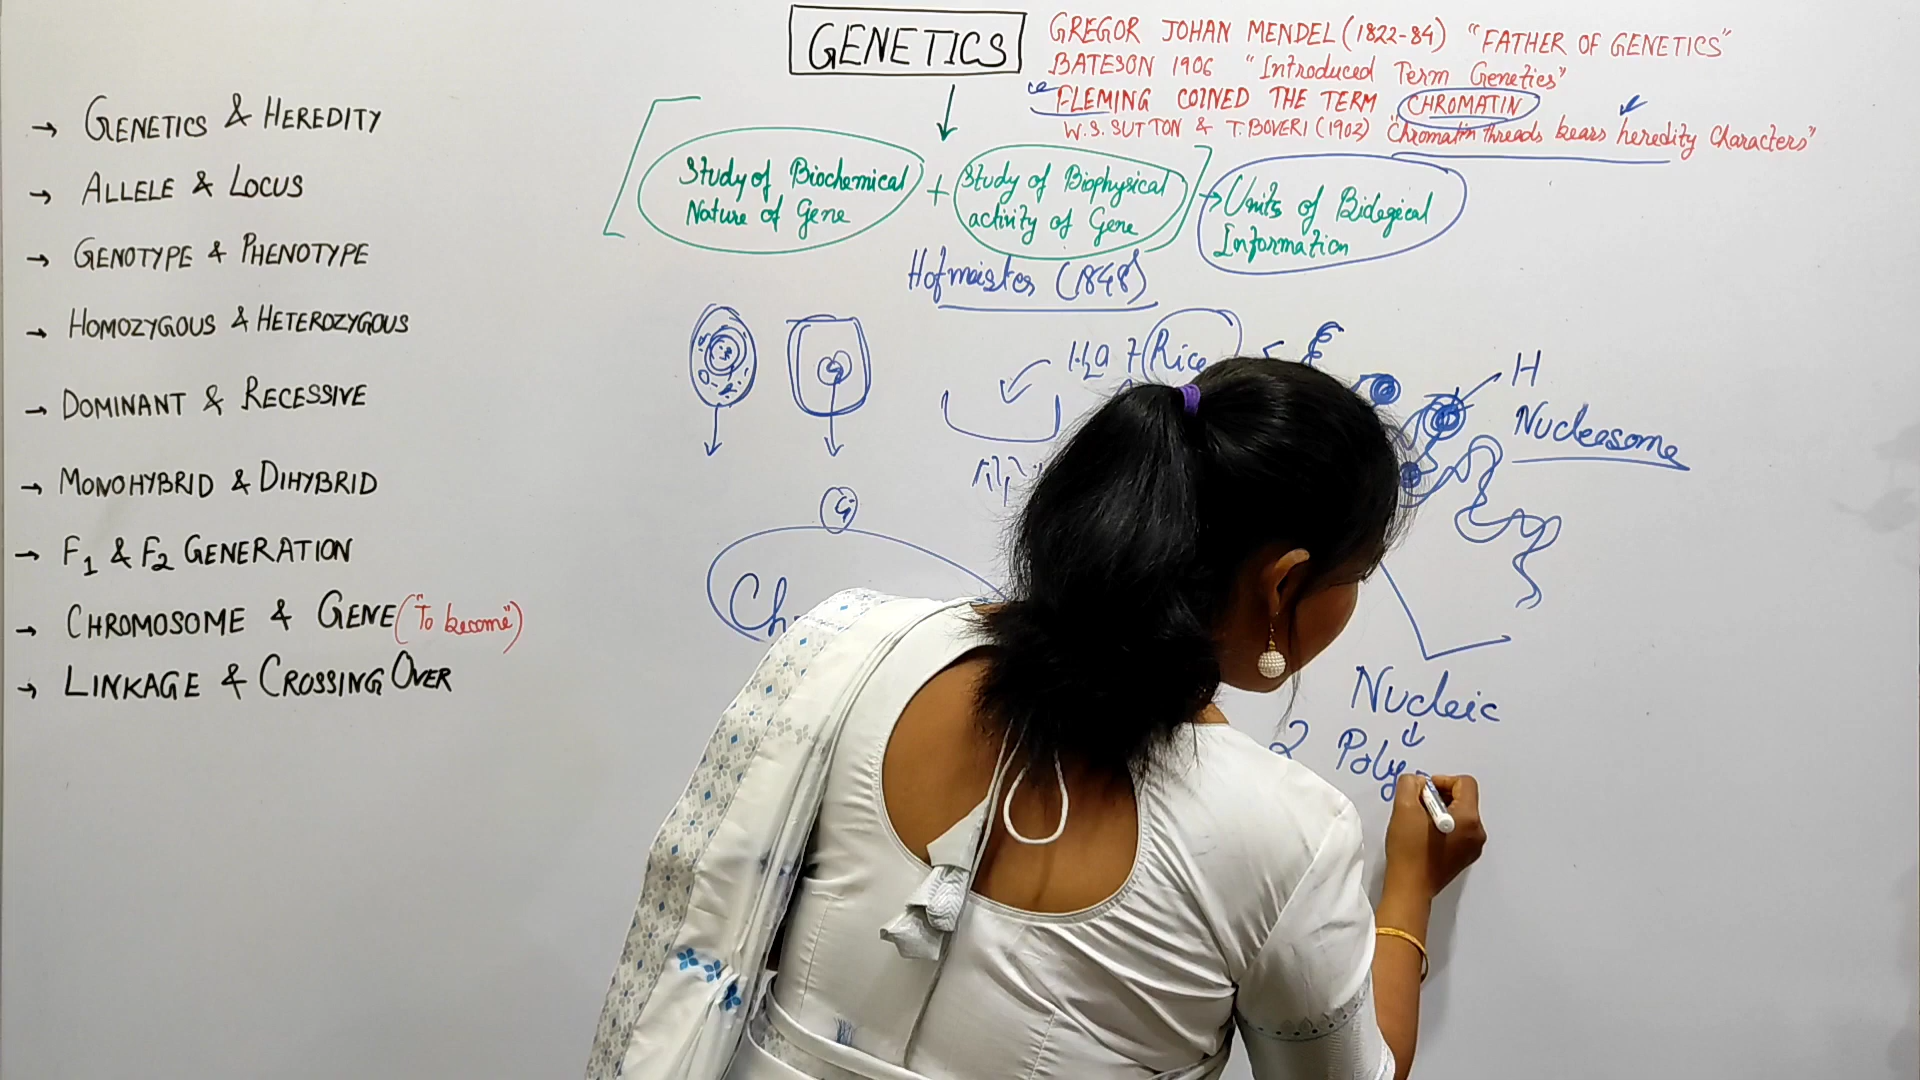 GENETICS
GREGOR JOHAN MENDEL (1822-84) "FATHER OF GENETICS"
BATESON 1906 "Introduced Term Genetics"
FLEMING COINED THE TERM CHROMATIN
W.S. SUTTON & T. BOVERI (1902) "Chromatin threads bears heredity Characters"
Study of Biochemical
Nature of Gene
+
Study of Biophysical
activity of Gene
Units of Biological
Information
Hofmeister (1848)
→ GENETICS & HEREDITY
→ ALLELE & LOCUS
→ GENOTYPE & PHENOTYPE
→ HOMOZYGOUS & HETEROZYGOUS
→ DOMINANT & RECESSIVE
→ MONOHYBRID & DIHYBRID
→ F1 & F2 GENERATION
→ CHROMOSOME & GENE ("To become")
→ LINKAGE & CROSSING OVER
Rice
H
Nucleosome
G
Ch
Nucleic
2 Poly